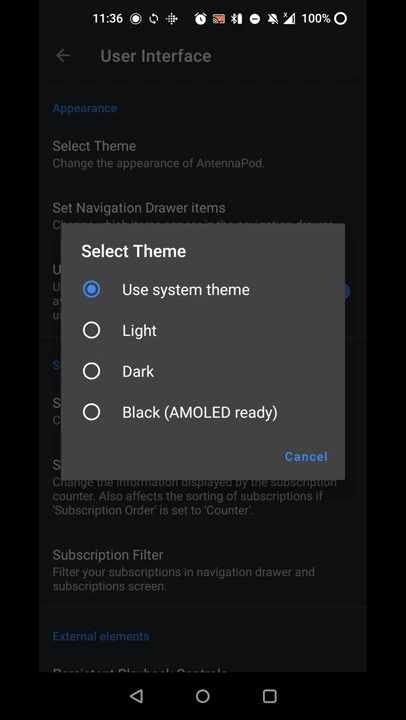 11:36
100%
User Interface
Appearance
Select Theme
Change the appearance of AntennaPod.
Set Navigation Drawer items
Select Theme
Use system theme
Light
Dark
Black (AMOLED ready)
Cancel
Change the information displayed by the subscription
counter. Also affects the sorting of subscriptions if
'Subscription Order' is set to 'Counter'.
Subscription Filter
Filter your subscriptions in navigation drawer and
subscriptions screen.
External elements
Persistent Playback Controls